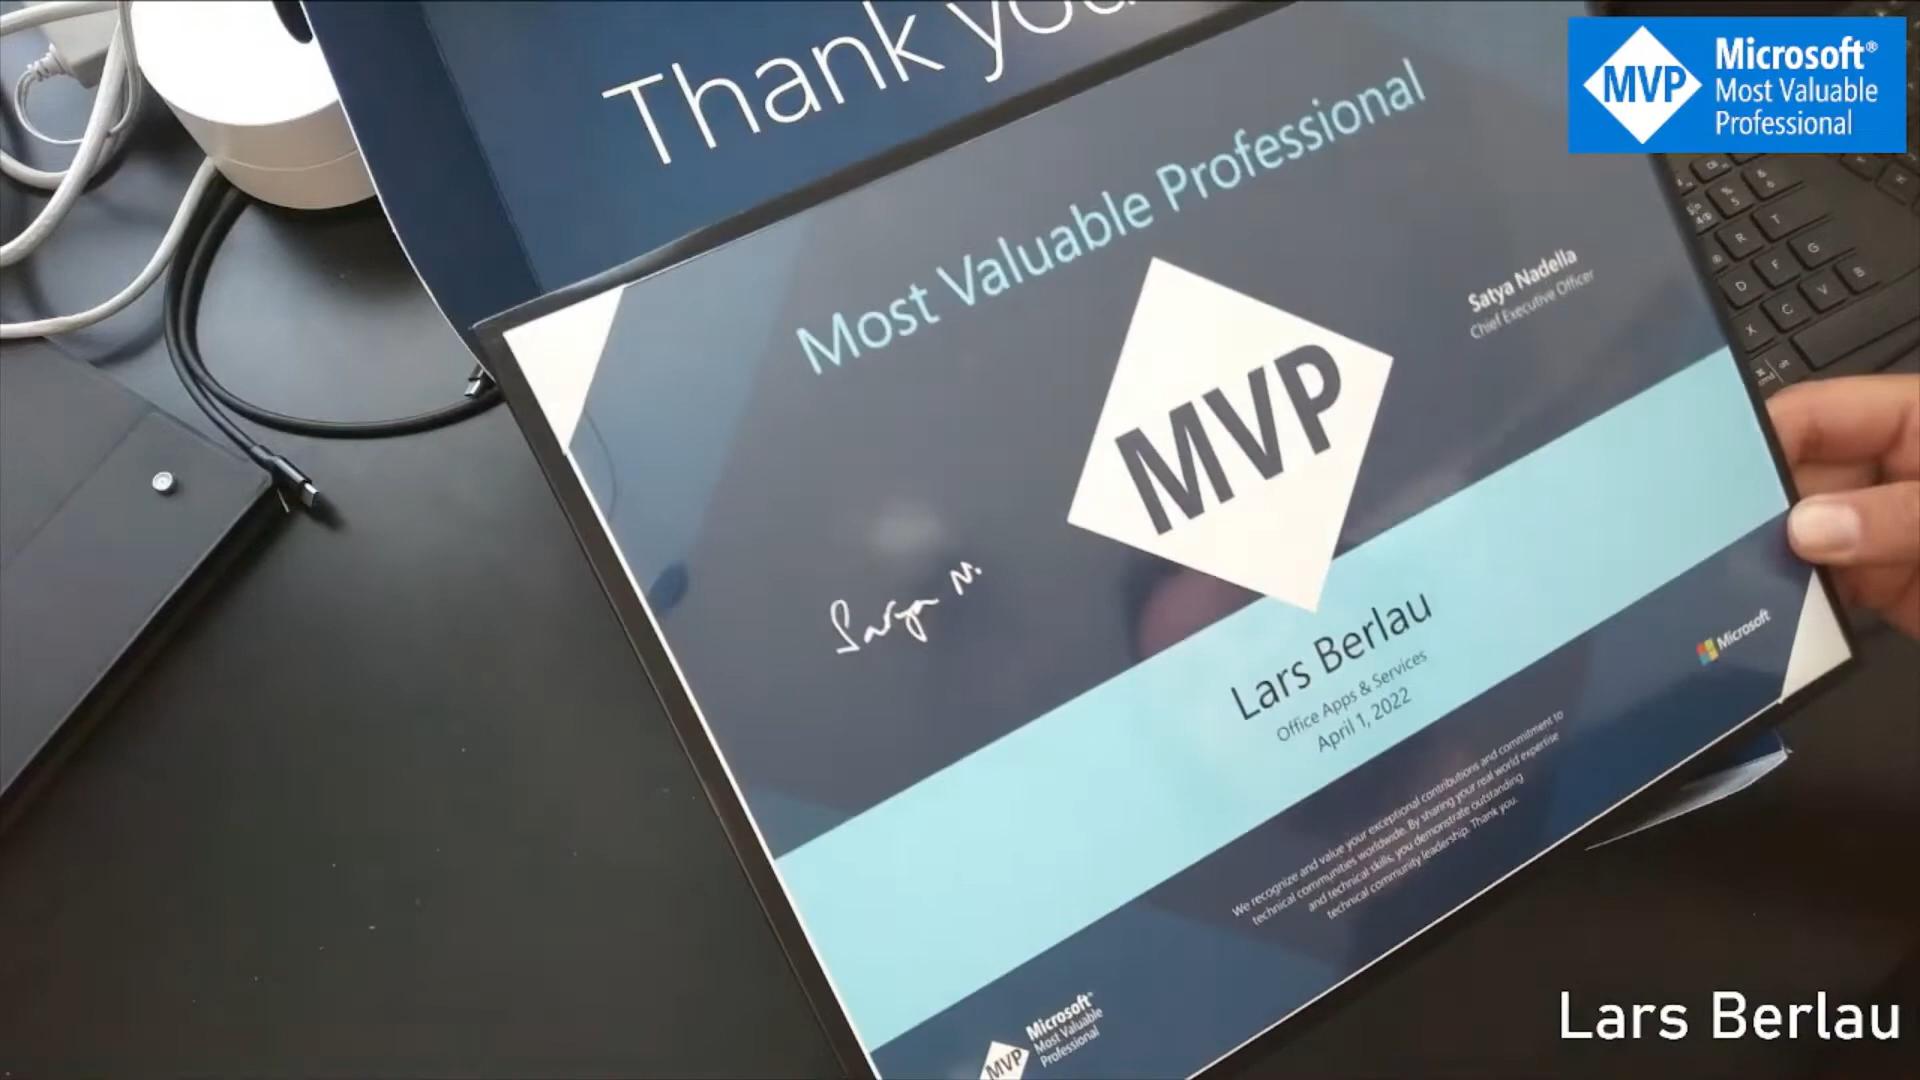 Thank you
Most Valuable Professional
MVP
Satya Nadella
Chief Executive Officer
Satya N.
Lars Berlau
Office Apps & Services
April 1, 2022
Microsoft
We recognize and value your exceptional contributions and commitment to
technical communities worldwide. By sharing your real world expertise
and technical skills, you demonstrate outstanding
technical community leadership. Thank you.
MVP
Microsoft®
Most Valuable
Professional
MVP
Microsoft®
Most Valuable
Professional
R
T
D
F
G
X
C
V
B
cmd
alt
Lars Berlau